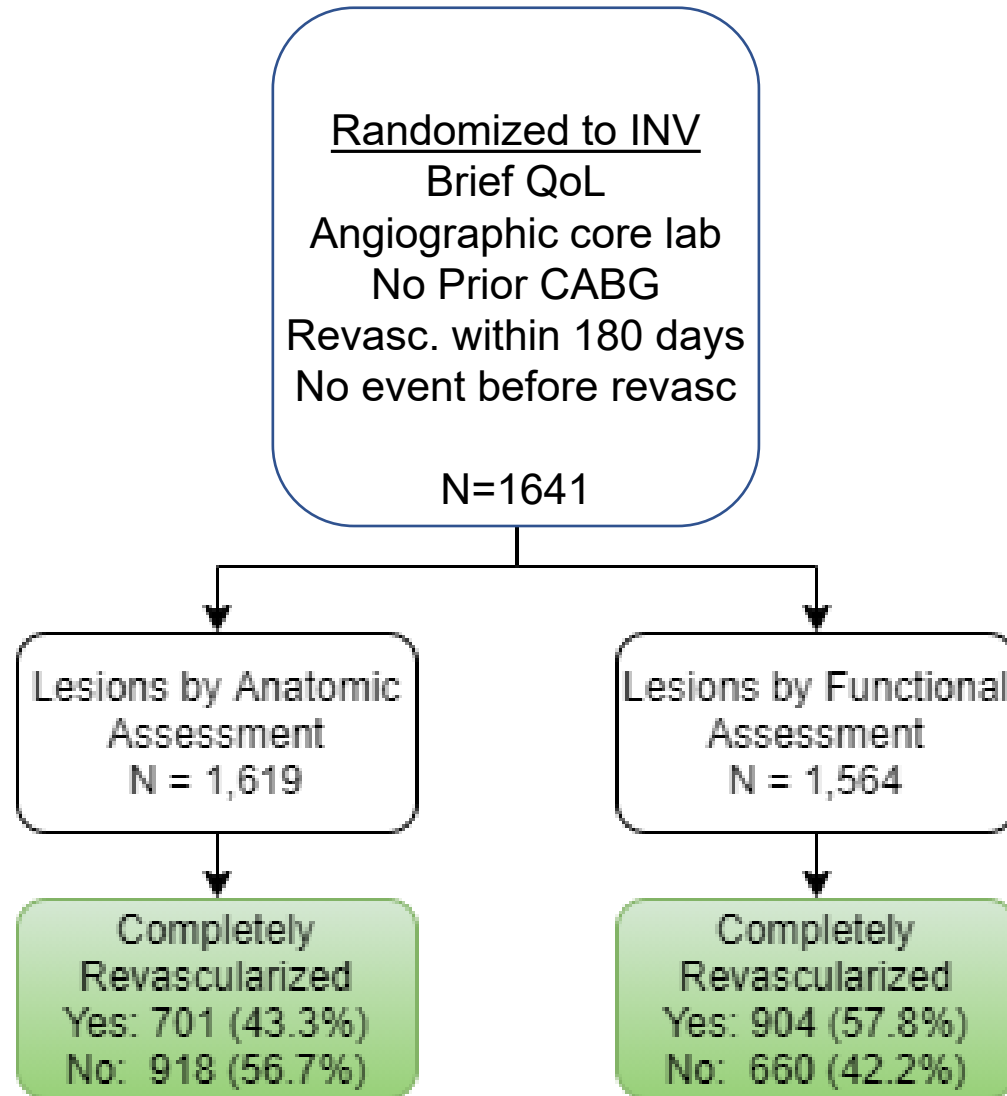 Randomized to INV
Brief QoL
Angiographic core lab
No Prior CABG
Revasc. within 180 days
No event before revasc
N=1641
Lesions by Anatomic
Assessment
N = 1,619
Lesions by Functional
Assessment
N = 1,564
Completely
Revascularized
Yes: 701 (43.3%)
No: 918 (56.7%)
Completely
Revascularized
Yes: 904 (57.8%)
No: 660 (42.2%)